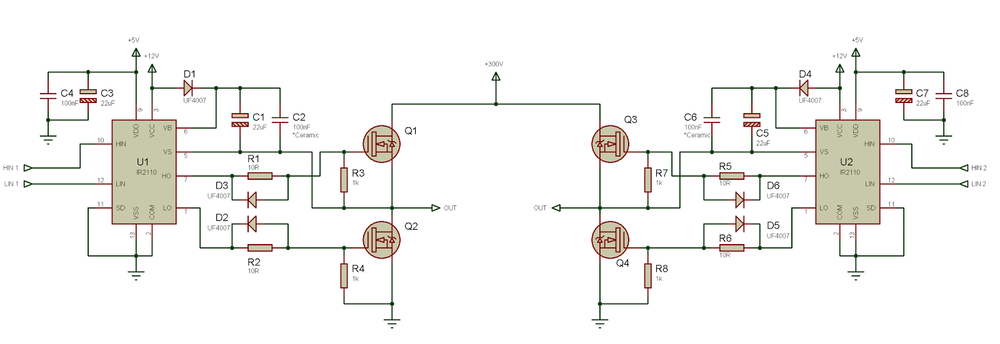 +5V
+12V
C4
100nF
C3
22uF
D1
UF4007
9
3
VDD
VCC
VB
6
C1
22uF
C2
100nF
*Ceramic
10
HIN
VS
5
U1
IR2110
HIN 1
LIN 1
12
LIN
HO
7
11
SD
LO
1
VSS
COM
13
2
R1
10R
D3
UF4007
D2
UF4007
R2
10R
R3
1k
R4
1k
Q1
Q2
OUT
+300V
Q3
Q4
OUT
R7
1k
R8
1k
C6
100nF
*Ceramic
C5
22uF
D4
UF4007
R5
10R
D6
UF4007
D5
UF4007
R6
10R
+5V
+12V
3
9
6
VB
VCC
VDD
HIN
10
5
VS
U2
IR2110
7
HO
LIN
12
1
LO
SD
11
COM
VSS
2
13
C7
22uF
C8
100nF
HIN 2
LIN 2